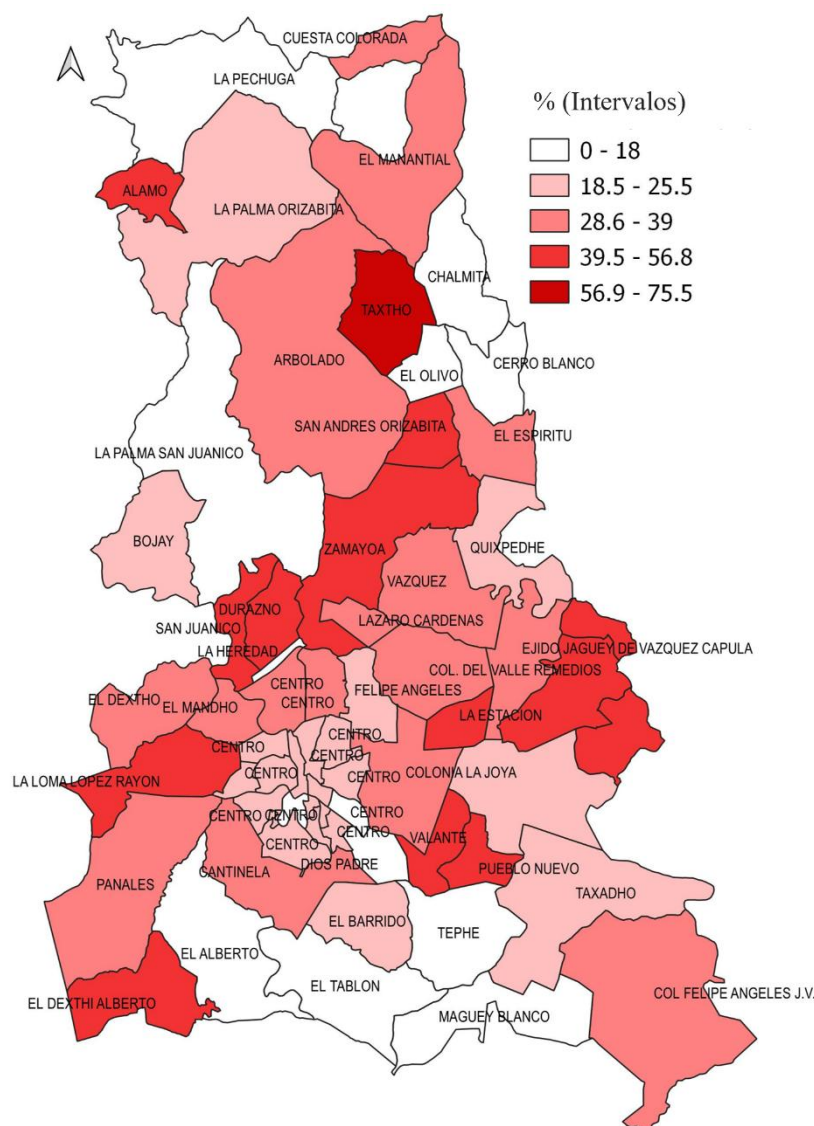 CUESTA COLORADA
LA PECHUGA
% (Intervalos)
0 - 18
18.5 - 25.5
28.6 - 39
39.5 - 56.8
56.9 - 75.5
EL MANANTIAL
ALAMO
LA PALMA ORIZABITA
CHALMITA
TAXTHO
ARBOLADO
CERRO BLANCO
EL OLIVO
SAN ANDRES ORIZABITA
EL ESPIRITU
LA PALMA SAN JUANICO
BOJAY
ZAMAYOA
QUIXPEDHE
VAZQUEZ
DURAZNO
LAZARO CARDENAS
SAN JUANICO
EJIDO JAGUEY DE VAZQUEZ CAPULA
LA HEREDAD
COL. DEL VALLE REMEDIOS
CENTRO
FELIPE ANGELES
EL DEXTHO
CENTRO
EL MANDHO
LA ESTACION
CENTRO
CENTRO
LA LOMA LOPEZ RAYON
CENTRO
CENTRO
COLONIA LA JOYA
CENTRO
CENTRO
CENTRO
CENTRO
CENTRO
VALANTE
DIOS PADRE
PUEBLO NUEVO
CANTINELA
PANALES
TAXADHO
EL BARRIDO
TEPHE
EL ALBERTO
EL TABLON
COL FELIPE ANGELES J.V.
EL DEXTHI ALBERTO
MAGUEY BLANCO